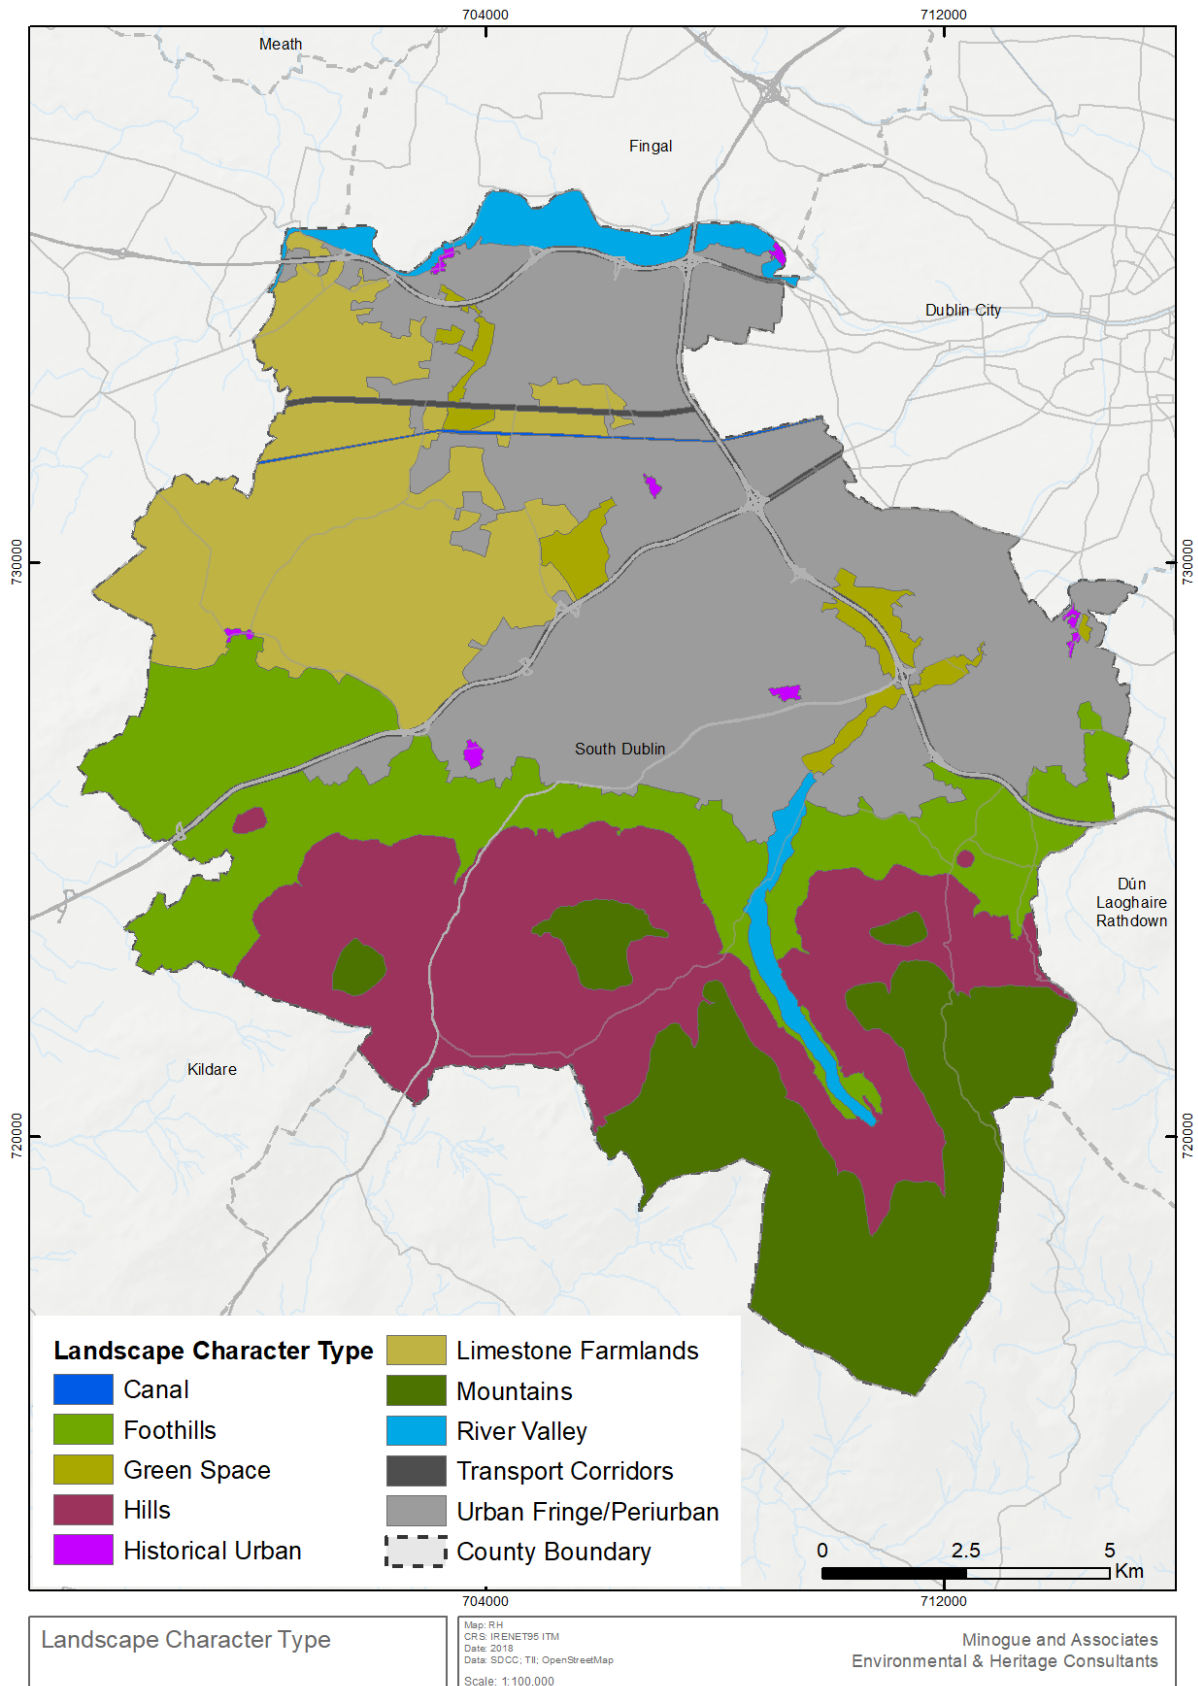 704000
712000
Meath
Fingal
Dublin City
730000
730000
South Dublin
Dún
Laoghaire
Rathdown
Kildare
720000
720000
Landscape Character Type
Canal
Foothills
Green Space
Hills
Historical Urban
Limestone Farmlands
Mountains
River Valley
Transport Corridors
Urban Fringe/Periurban
County Boundary
0 2.5 5
Km
704000
712000
Landscape Character Type
Map: RH
CRS: IRENET95 ITM
Date: 2018
Data: SDCC; TII; OpenStreetMap
Scale: 1:100,000
Minogue and Associates
Environmental & Heritage Consultants